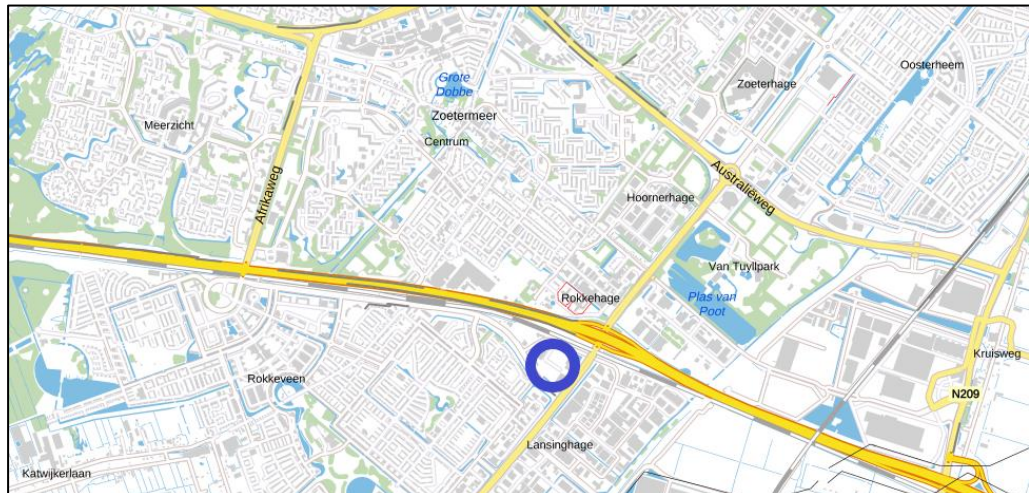 Oosterheem
Grote
Dobbe
Zoeterhage
Zoetermeer
Meerzicht
Centrum
Afrikaweg
Hoornerhage
Australiëweg
Van Tuyllpark
Rokkehage
Plas van
Poot
Kruisweg
Rokkeveen
N209
Lansinghage
Katwijkerlaan